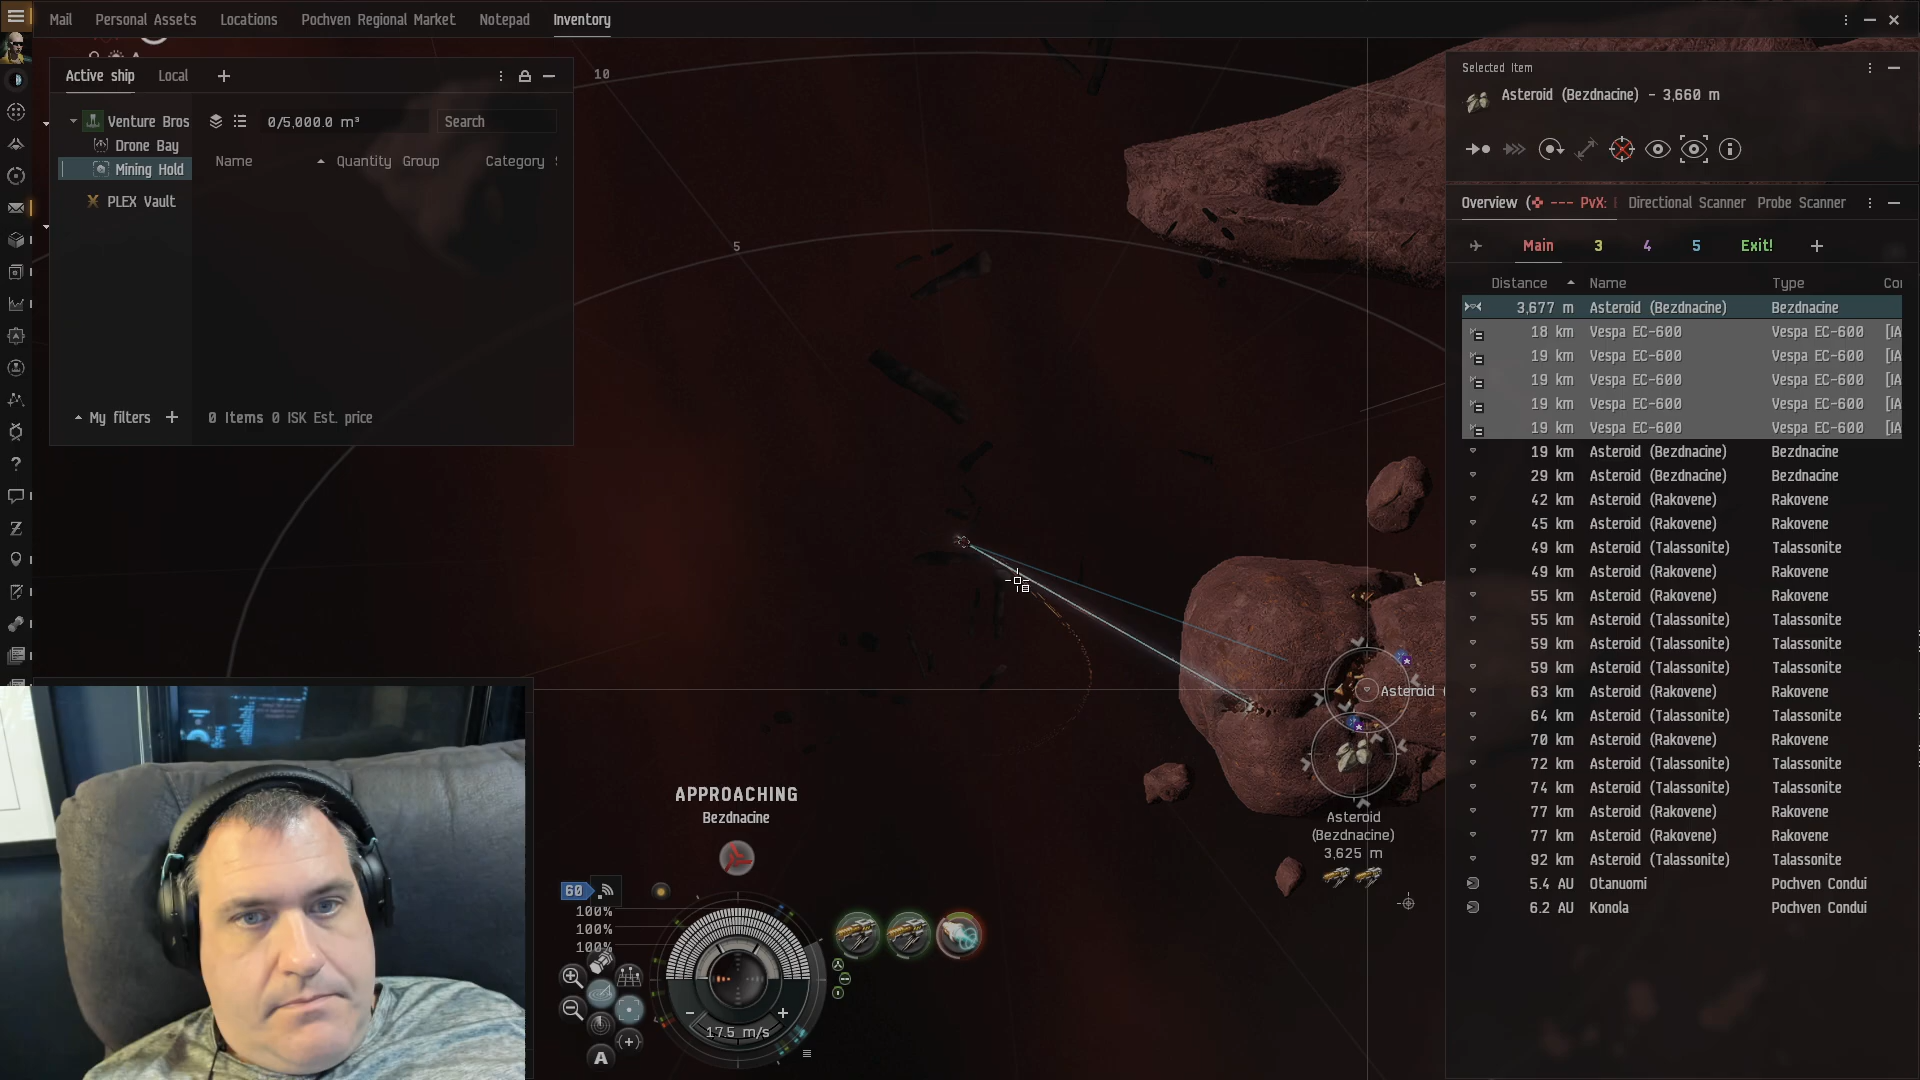 Mail Personal Assets Locations Pochven Regional Market Notepad Inventory
Active ship Local
Venture Bros
Drone Bay
Mining Hold
PLEX Vault
0/5,000.0 m³ Search
Name Quantity Group Category
My filters
0 Items 0 ISK Est. price
10
5
Selected Item
Asteroid (Bezdnacine) - 3,660 m
Overview ( --- PvX: Directional Scanner Probe Scanner
Main 3 4 5 Exit!
Distance Name Type
3,677 m Asteroid (Bezdnacine) Bezdnacine
18 km Vespa EC-600 Vespa EC-600 [IA
19 km Vespa EC-600 Vespa EC-600 [IA
19 km Vespa EC-600 Vespa EC-600 [IA
19 km Vespa EC-600 Vespa EC-600 [IA
19 km Vespa EC-600 Vespa EC-600 [IA
19 km Asteroid (Bezdnacine) Bezdnacine
29 km Asteroid (Bezdnacine) Bezdnacine
42 km Asteroid (Rakovene) Rakovene
45 km Asteroid (Rakovene) Rakovene
49 km Asteroid (Talassonite) Talassonite
49 km Asteroid (Rakovene) Rakovene
55 km Asteroid (Rakovene) Rakovene
55 km Asteroid (Talassonite) Talassonite
59 km Asteroid (Talassonite) Talassonite
59 km Asteroid (Talassonite) Talassonite
63 km Asteroid (Rakovene) Rakovene
64 km Asteroid (Talassonite) Talassonite
70 km Asteroid (Rakovene) Rakovene
72 km Asteroid (Talassonite) Talassonite
74 km Asteroid (Talassonite) Talassonite
77 km Asteroid (Rakovene) Rakovene
77 km Asteroid (Rakovene) Rakovene
92 km Asteroid (Talassonite) Talassonite
5.4 AU Otanuomi Pochven Condui
6.2 AU Konola Pochven Condui
Asteroid (
Asteroid
(Bezdnacine)
3,625 m
APPROACHING
Bezdnacine
60
100%
100%
100%
17.5 m/s
A